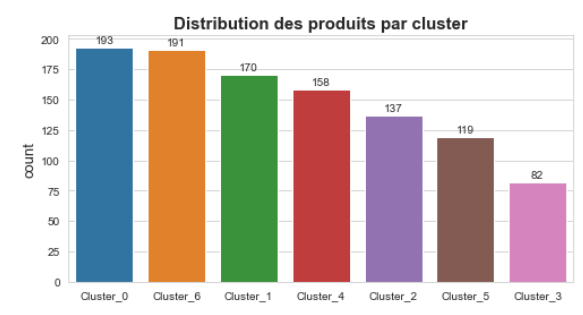 Distribution des produits par cluster
200
175
150
125
100
75
50
25
0
count
193
191
170
158
137
119
82
Cluster_0
Cluster_6
Cluster_1
Cluster_4
Cluster_2
Cluster_5
Cluster_3